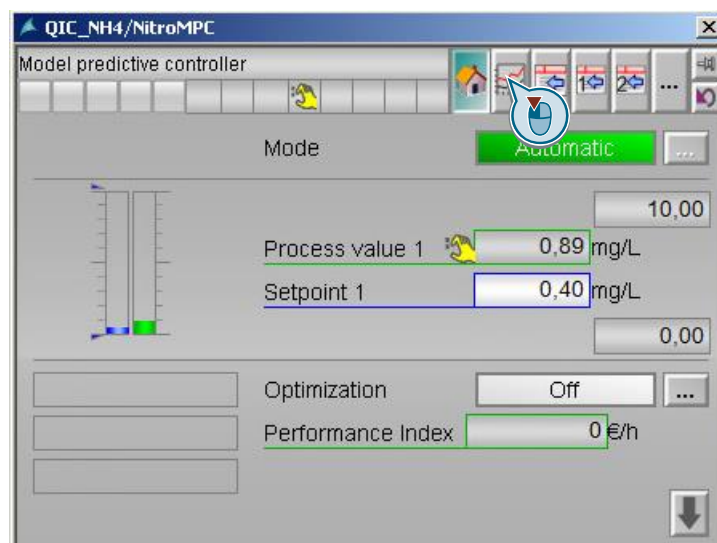 QIC_NH4/NitroMPC
Model predictive controller
1 2 ...
Mode Automatic ...
10,00
Process value 1 0,89 mg/L
Setpoint 1 0,40 mg/L
0,00
Optimization Off ...
Performance Index 0 €/h